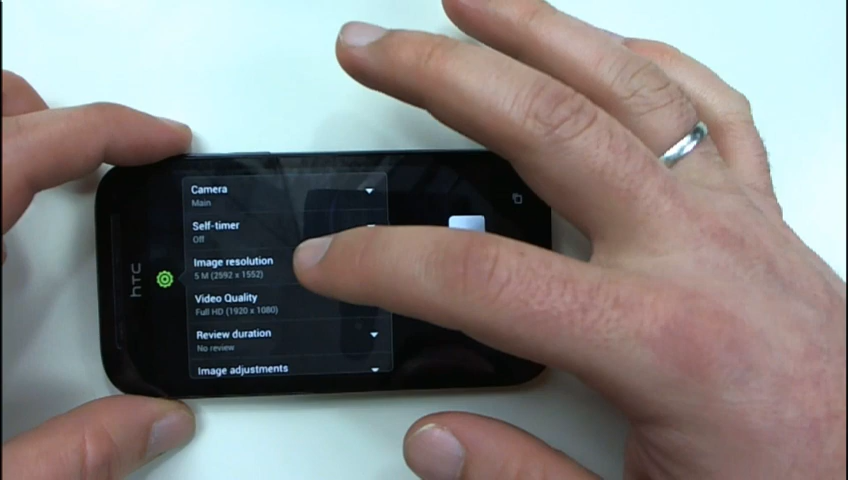 hTC
Camera
Main
Self-timer
Off
Image resolution
5 M (2592 x 1552)
Video Quality
Full HD (1920 x 1080)
Review duration
No review
Image adjustments